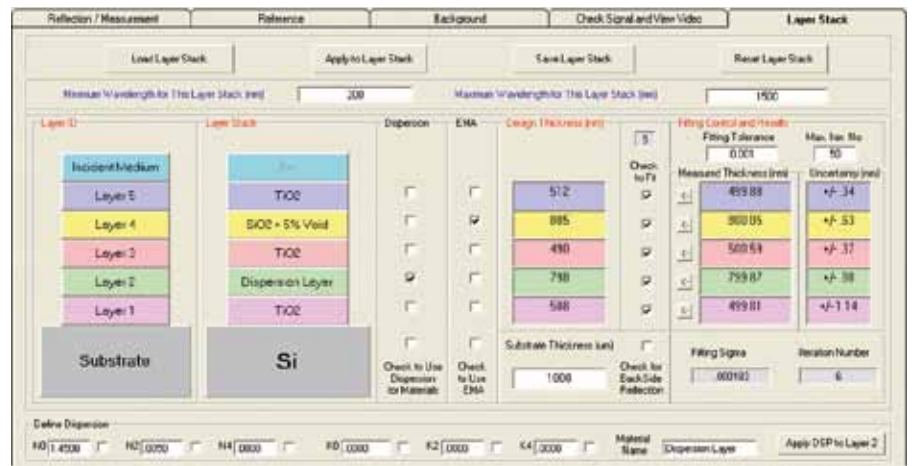 Reflection / Measurement Reference Background Check Signal and View Video Layer Stack
Load Layer Stack Apply to Layer Stack Save Layer Stack Reset Layer Stack
Minimum Wavelength for This Layer Stack (nm) 200 Maximum Wavelength for This Layer Stack (nm) 1500
Layer ID Layer Stack Dispersion EMA Design Thickness (nm) 5 Fitting Control and Results
Fitting Tolerance Max. Iter. No
0.001 50
Check to Fit Measured Thickness (nm) Uncertainty (nm)
Incident Medium
Layer 5 TiO2 512 499.88 +/- .34
Layer 4 SiO2 + 5% Void 885 +/- .53
Layer 3 TiO2 490 500.59 +/- .37
Layer 2 Dispersion Layer 798 799.87 +/- .38
Layer 1 TiO2 499.81 +/- 1.14
Substrate Si
Check to Use Dispersion for Materials
Check to Use EMA
Substrate Thickness (um)
1000
Check for Back Side Reflection
Fitting Sigma Iteration Number
6
Define Dispersion
N0 1.4500 N2 .0050 N4 .0000 K0 .0000 K2 .0000 K4 .0000 Material Name Dispersion Layer Apply DSP to Layer 2